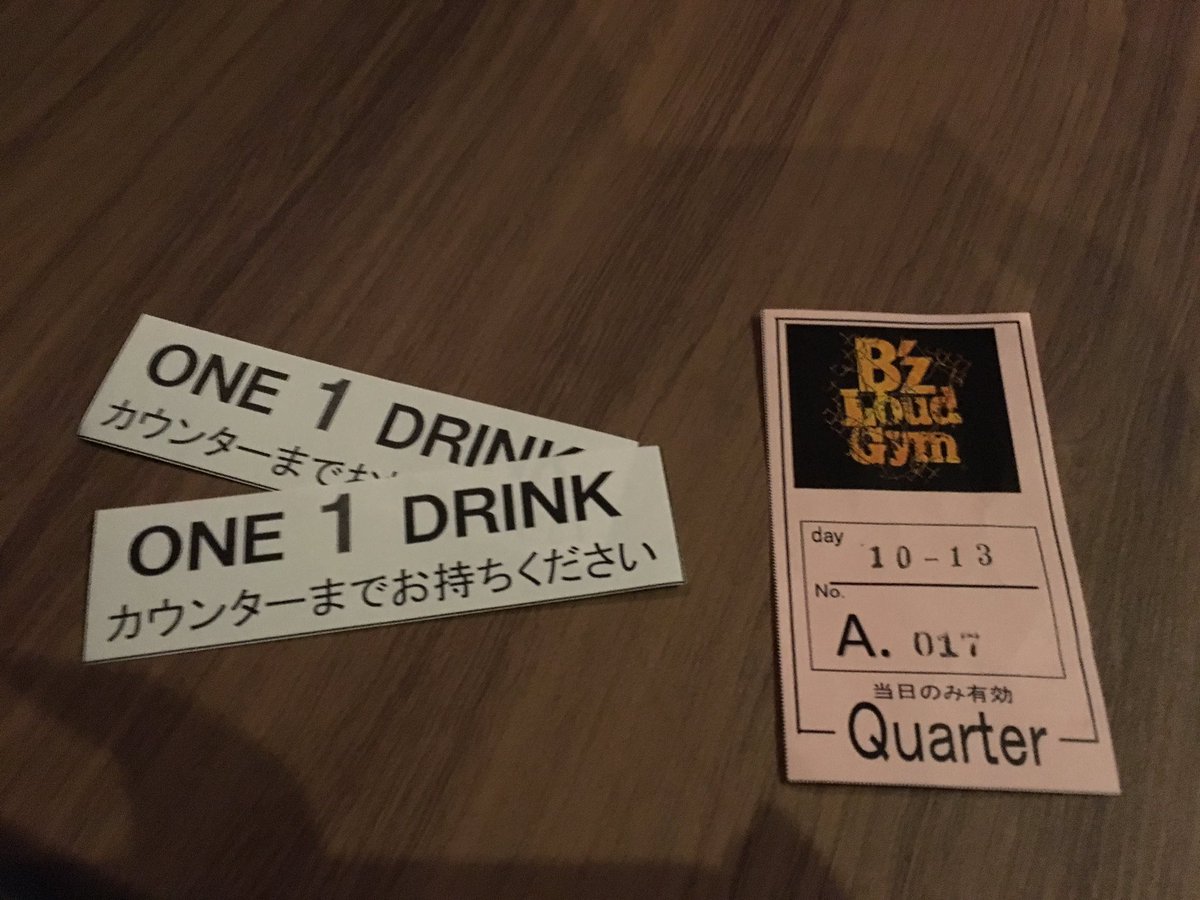 ONE 1 DRINK
カウンターまでお
ONE 1 DRINK
カウンターまでお持ちください
B'z
Loud
Gym
day 10-13
No.
A. 017
当日のみ有効
Quarter